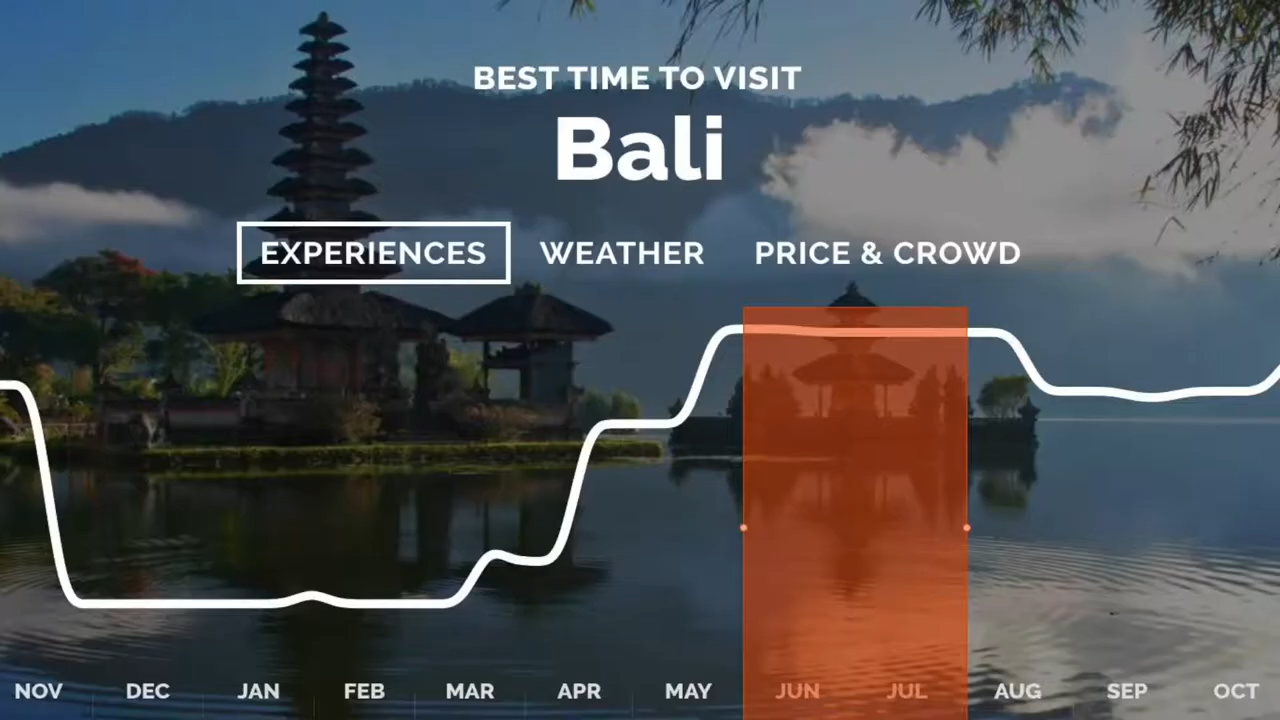 BEST TIME TO VISIT
Bali
EXPERIENCES WEATHER PRICE & CROWD
NOV DEC JAN FEB MAR APR MAY JUN JUL AUG SEP OCT